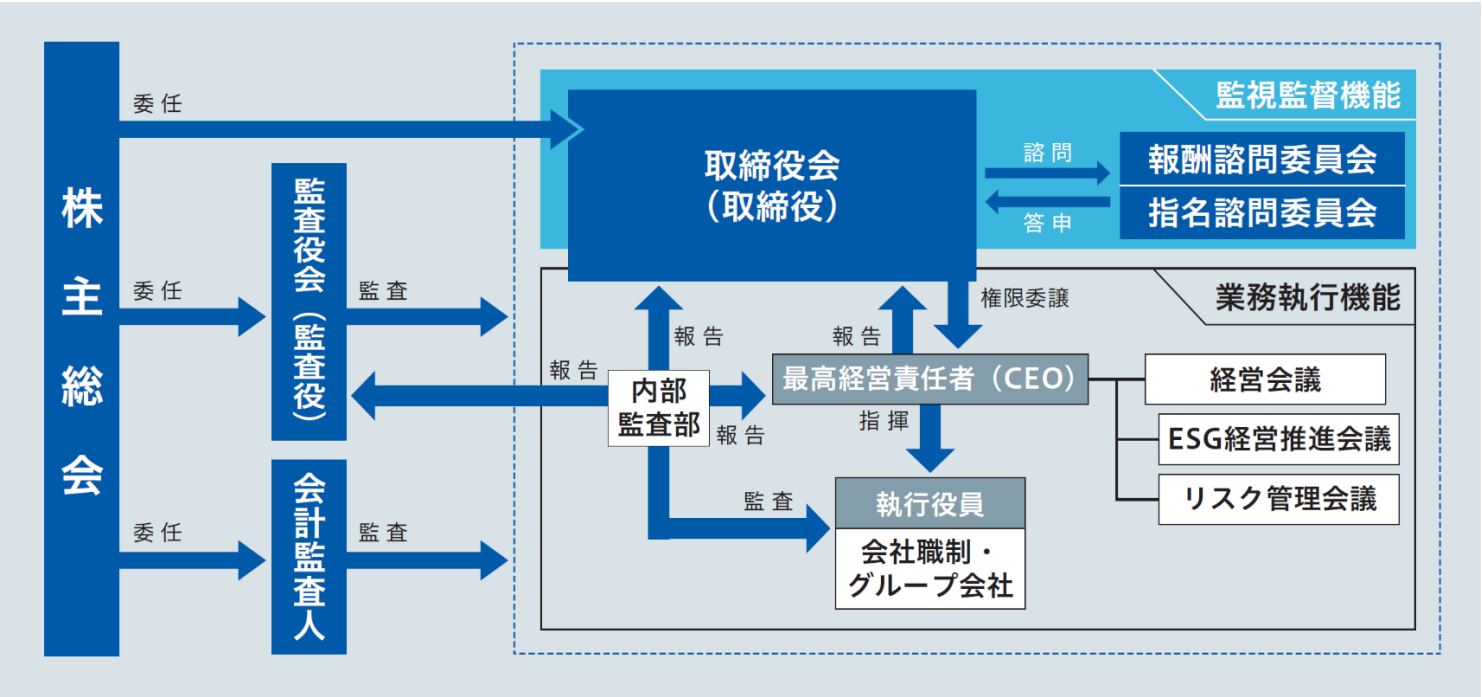 株主総会
委任
委任
委任
監査役会（監査役）
会計監査人
監査
監査
監視監督機能
取締役会
（取締役）
諮問
答申
報酬諮問委員会
指名諮問委員会
業務執行機能
権限委譲
報告
報告
報告
報告
内部
監査部
最高経営責任者（CEO）
指揮
監査
執行役員
会社職制・
グループ会社
経営会議
ESG経営推進会議
リスク管理会議